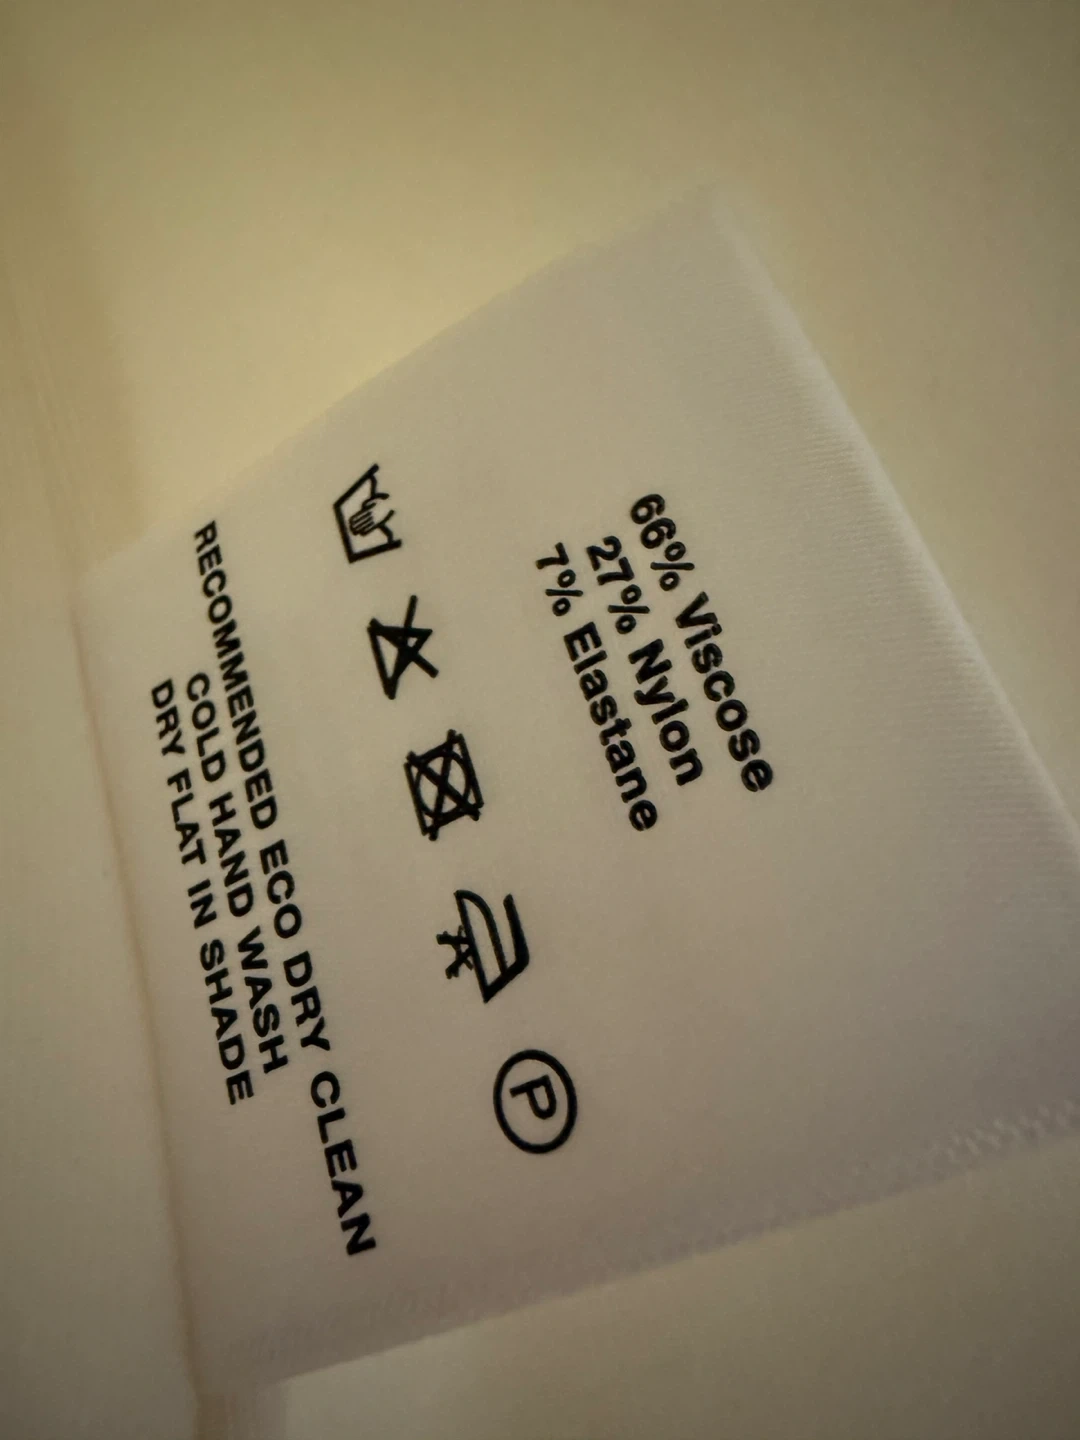 66% Viscose
27% Nylon
7% Elastane
P
RECOMMENDED ECO DRY CLEAN
COLD HAND WASH
DRY FLAT IN SHADE